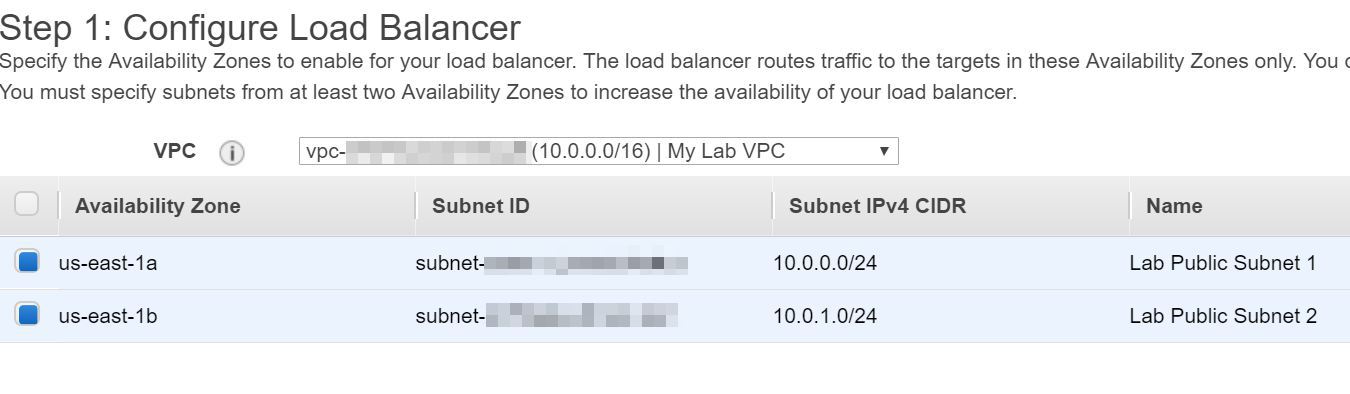 Step 1: Configure Load Balancer
Specify the Availability Zones to enable for your load balancer. The load balancer routes traffic to the targets in these Availability Zones only. You
You must specify subnets from at least two Availability Zones to increase the availability of your load balancer.
VPC i vpc- (10.0.0.0/16) | My Lab VPC
Availability Zone Subnet ID Subnet IPv4 CIDR Name
us-east-1a subnet- 10.0.0.0/24 Lab Public Subnet 1
us-east-1b subnet- 10.0.1.0/24 Lab Public Subnet 2